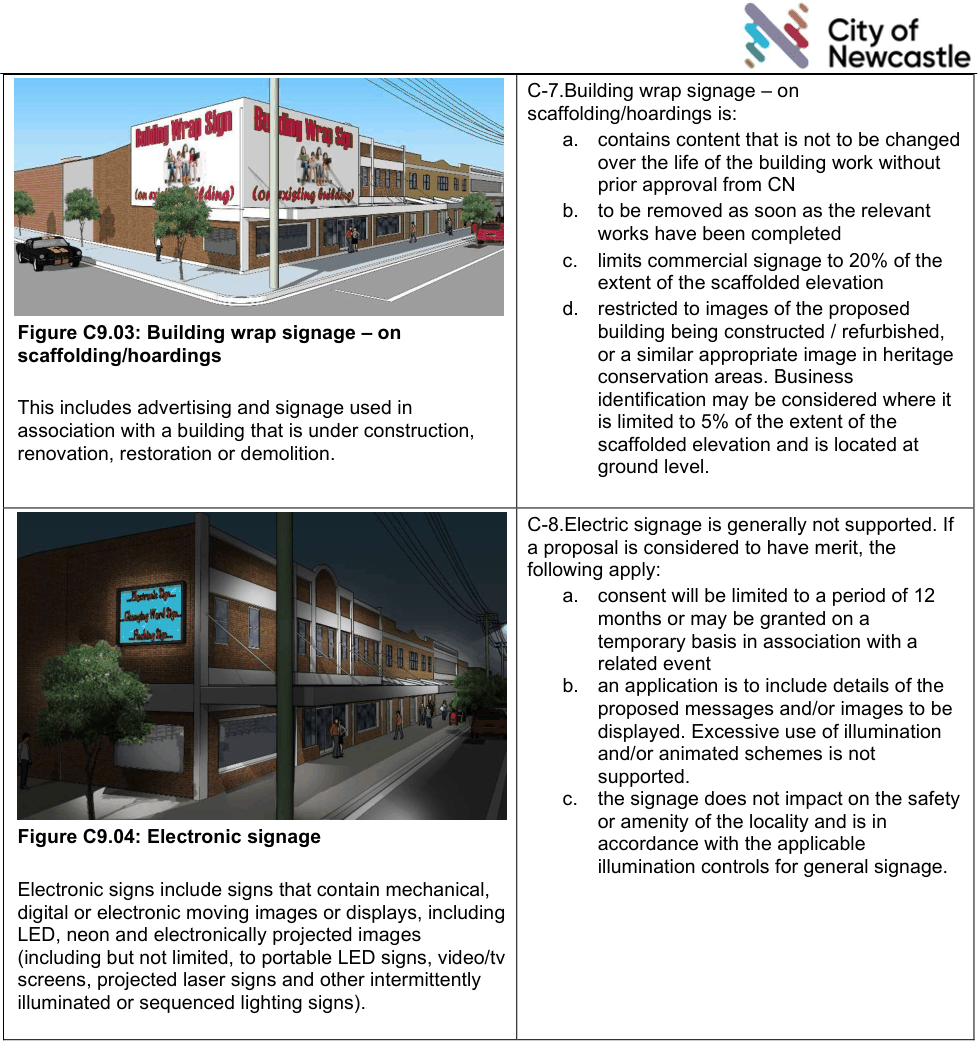 City of
Newcastle
Building Wrap Sign
(on existing building)
Building Wrap Sign
(on existing building)
Figure C9.03: Building wrap signage – on
scaffolding/hoardings
This includes advertising and signage used in
association with a building that is under construction,
renovation, restoration or demolition.
C-7.Building wrap signage – on
scaffolding/hoardings is:
a. contains content that is not to be changed
over the life of the building work without
prior approval from CN
b. to be removed as soon as the relevant
works have been completed
c. limits commercial signage to 20% of the
extent of the scaffolded elevation
d. restricted to images of the proposed
building being constructed / refurbished,
or a similar appropriate image in heritage
conservation areas. Business
identification may be considered where it
is limited to 5% of the extent of the
scaffolded elevation and is located at
ground level.
...Electronic Sign...
...Changing Word Sign...
...Flashing Sign...
Figure C9.04: Electronic signage
Electronic signs include signs that contain mechanical,
digital or electronic moving images or displays, including
LED, neon and electronically projected images
(including but not limited, to portable LED signs, video/tv
screens, projected laser signs and other intermittently
illuminated or sequenced lighting signs).
C-8.Electric signage is generally not supported. If
a proposal is considered to have merit, the
following apply:
a. consent will be limited to a period of 12
months or may be granted on a
temporary basis in association with a
related event
b. an application is to include details of the
proposed messages and/or images to be
displayed. Excessive use of illumination
and/or animated schemes is not
supported.
c. the signage does not impact on the safety
or amenity of the locality and is in
accordance with the applicable
illumination controls for general signage.